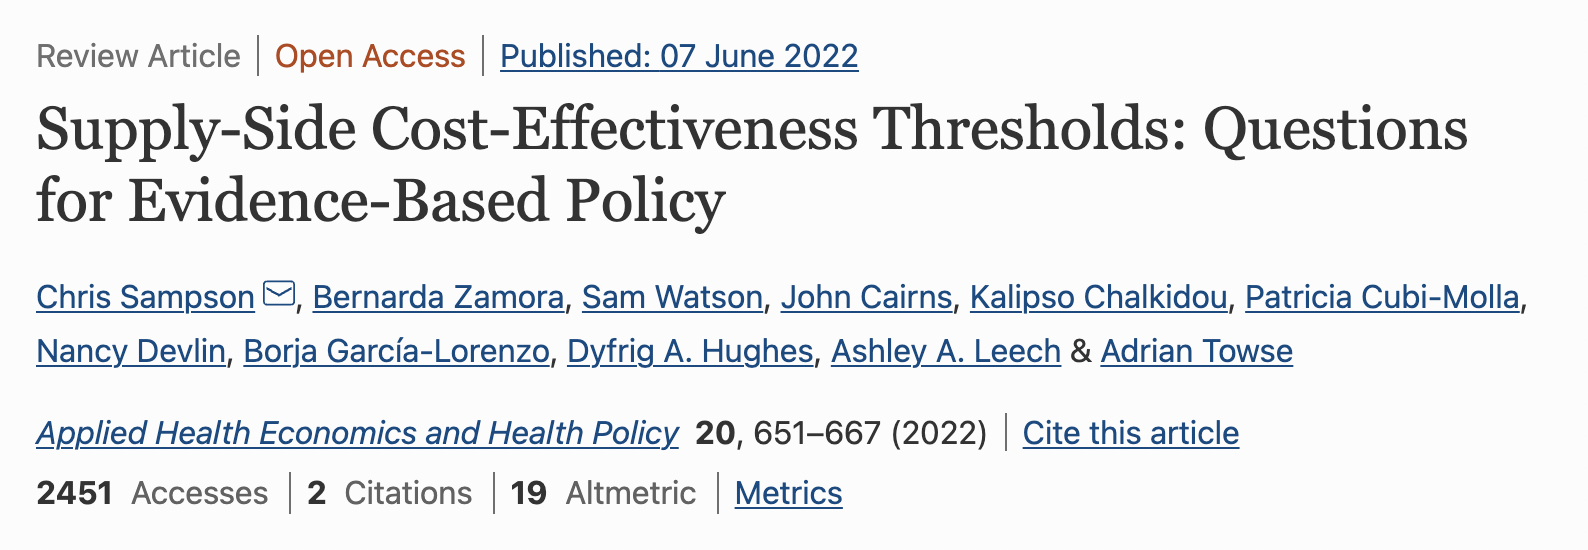 Review Article | Open Access | Published: 07 June 2022
Supply-Side Cost-Effectiveness Thresholds: Questions
for Evidence-Based Policy
Chris Sampson, Bernarda Zamora, Sam Watson, John Cairns, Kalipso Chalkidou, Patricia Cubi-Molla,
Nancy Devlin, Borja García-Lorenzo, Dyfrig A. Hughes, Ashley A. Leech & Adrian Towse
Applied Health Economics and Health Policy 20, 651–667 (2022) | Cite this article
2451 Accesses | 2 Citations | 19 Altmetric | Metrics